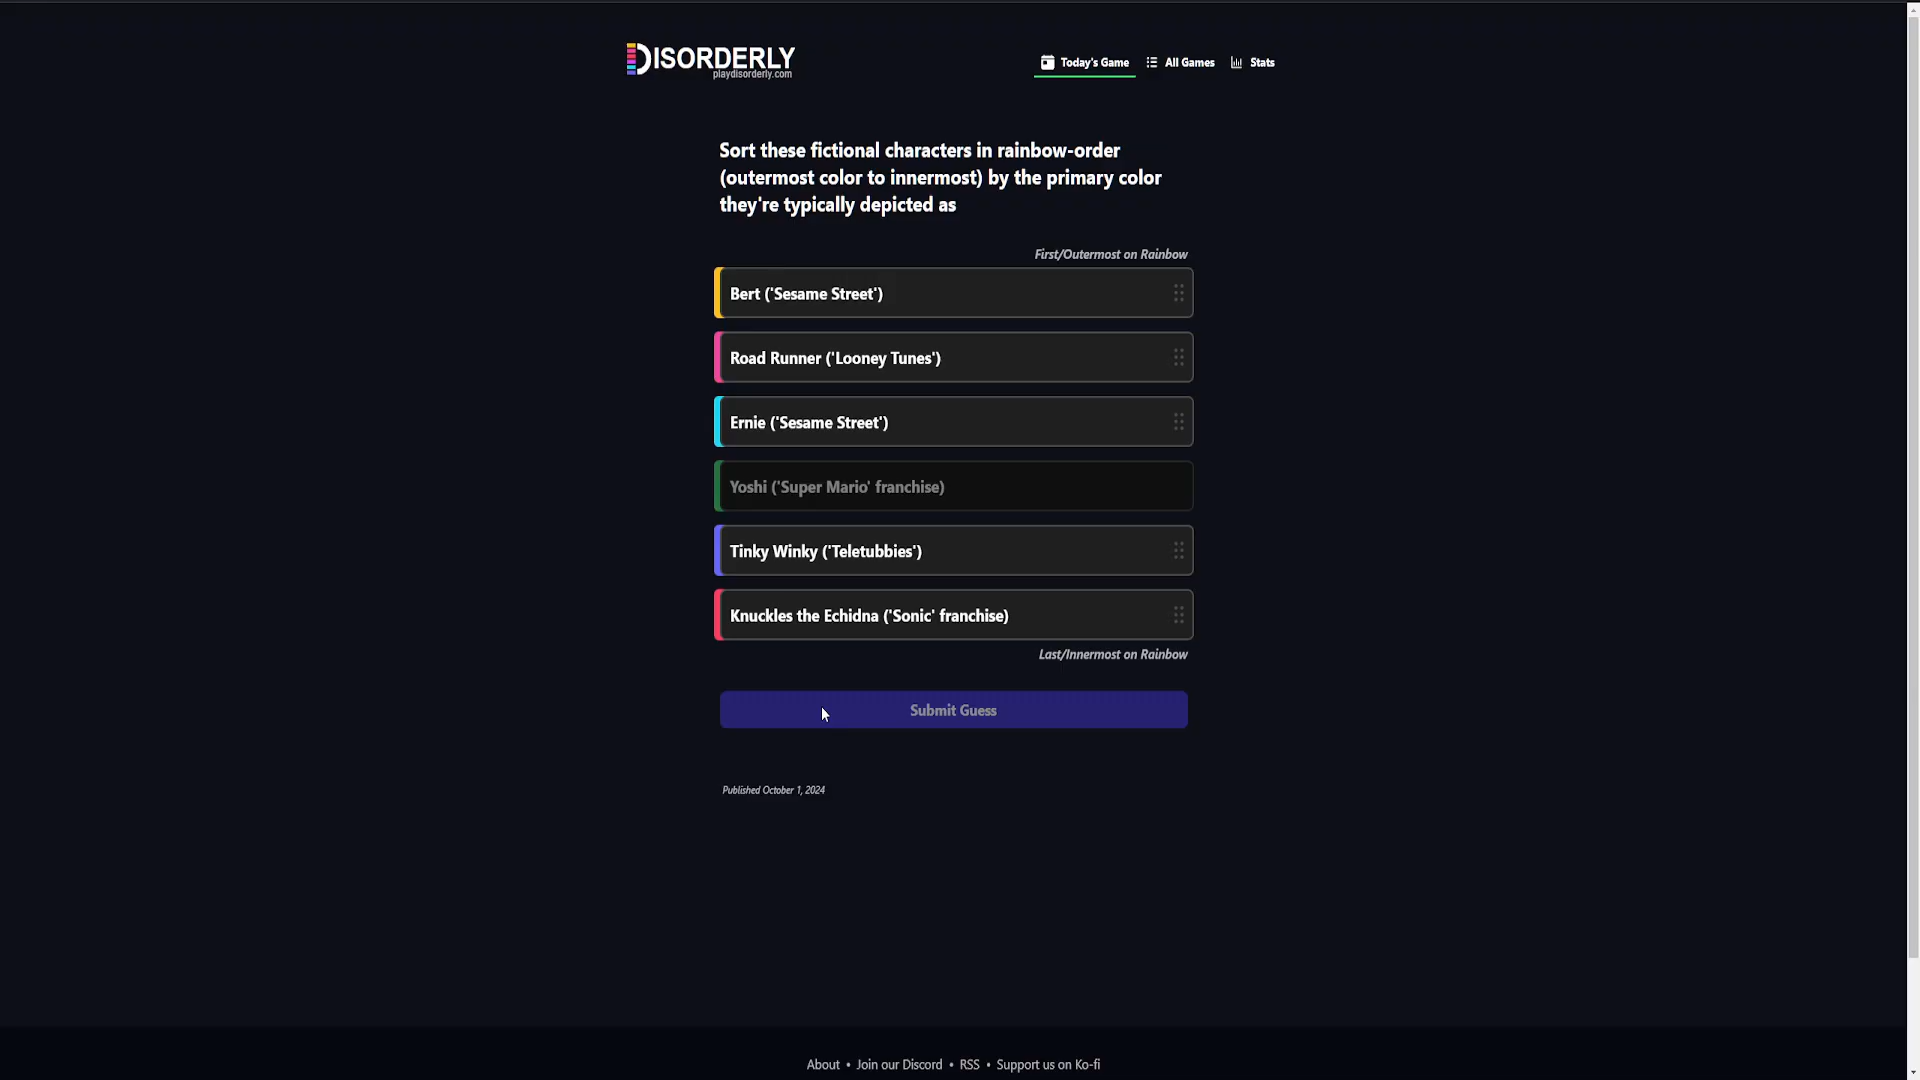 DISORDERLY
playdisorderly.com
Today's Game
All Games
Stats
Sort these fictional characters in rainbow-order
(outermost color to innermost) by the primary color
they're typically depicted as
First/Outermost on Rainbow
Bert ('Sesame Street')
Road Runner ('Looney Tunes')
Ernie ('Sesame Street')
Yoshi ('Super Mario' franchise)
Tinky Winky ('Teletubbies')
Knuckles the Echidna ('Sonic' franchise)
Last/Innermost on Rainbow
Submit Guess
Published October 1, 2024
About • Join our Discord • RSS • Support us on Ko-fi